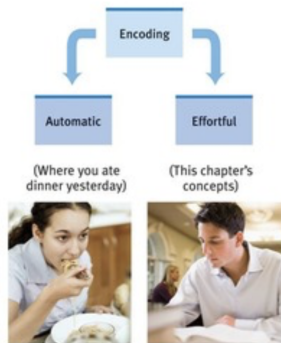 Encoding
Automatic
Effortful
(Where you ate
dinner yesterday)
(This chapter's
concepts)